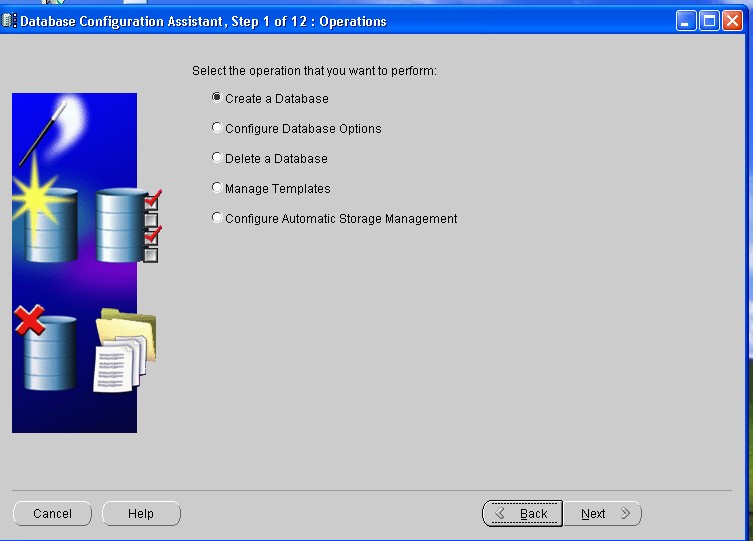 Database Configuration Assistant, Step 1 of 12 : Operations
Select the operation that you want to perform:
Create a Database
Configure Database Options
Delete a Database
Manage Templates
Configure Automatic Storage Management
Cancel
Help
Back
Next